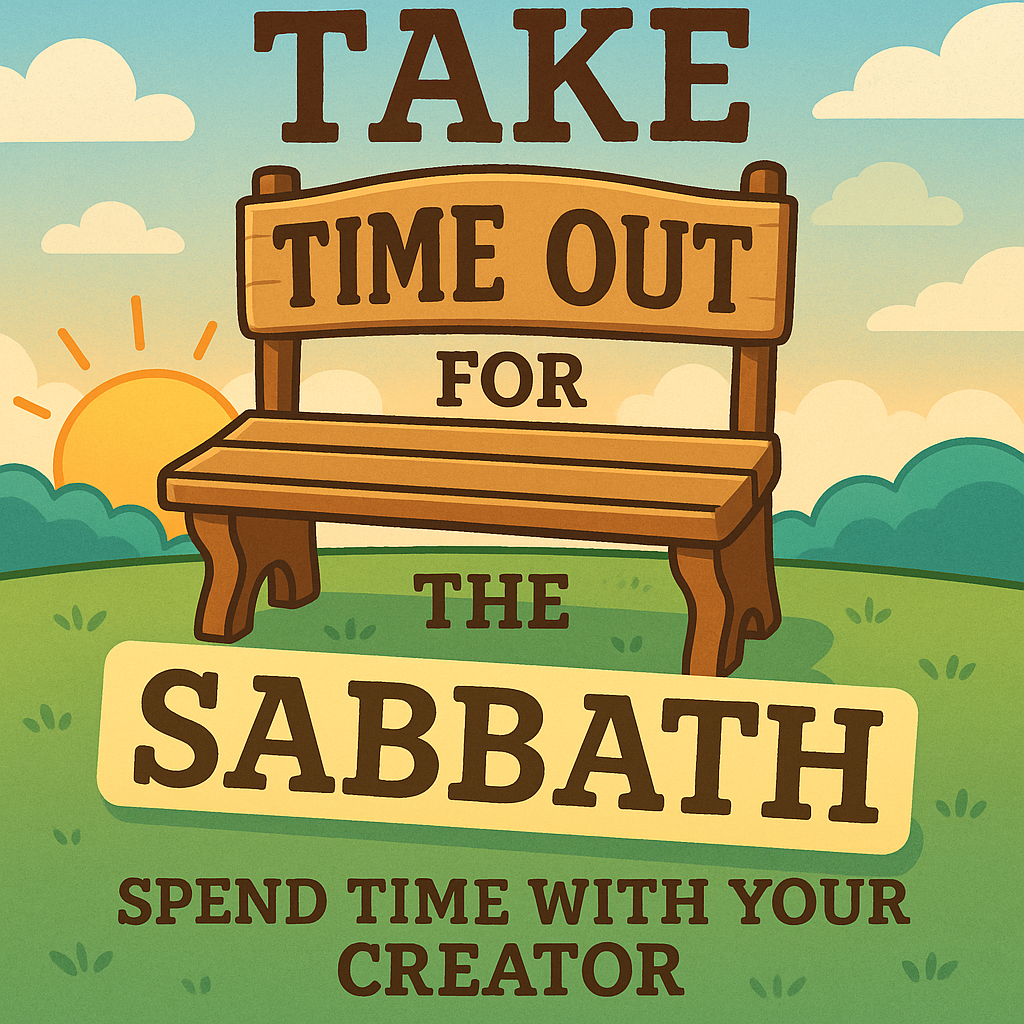 TAKE
TIME OUT
FOR
THE
SABBATH
SPEND TIME WITH YOUR
CREATOR